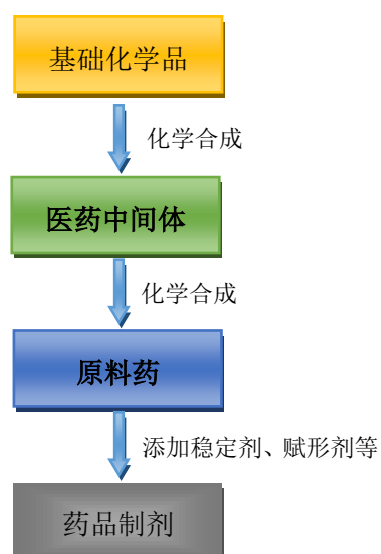 基础化学品
化学合成
医药中间体
化学合成
原料药
添加稳定剂、赋形剂等
药品制剂